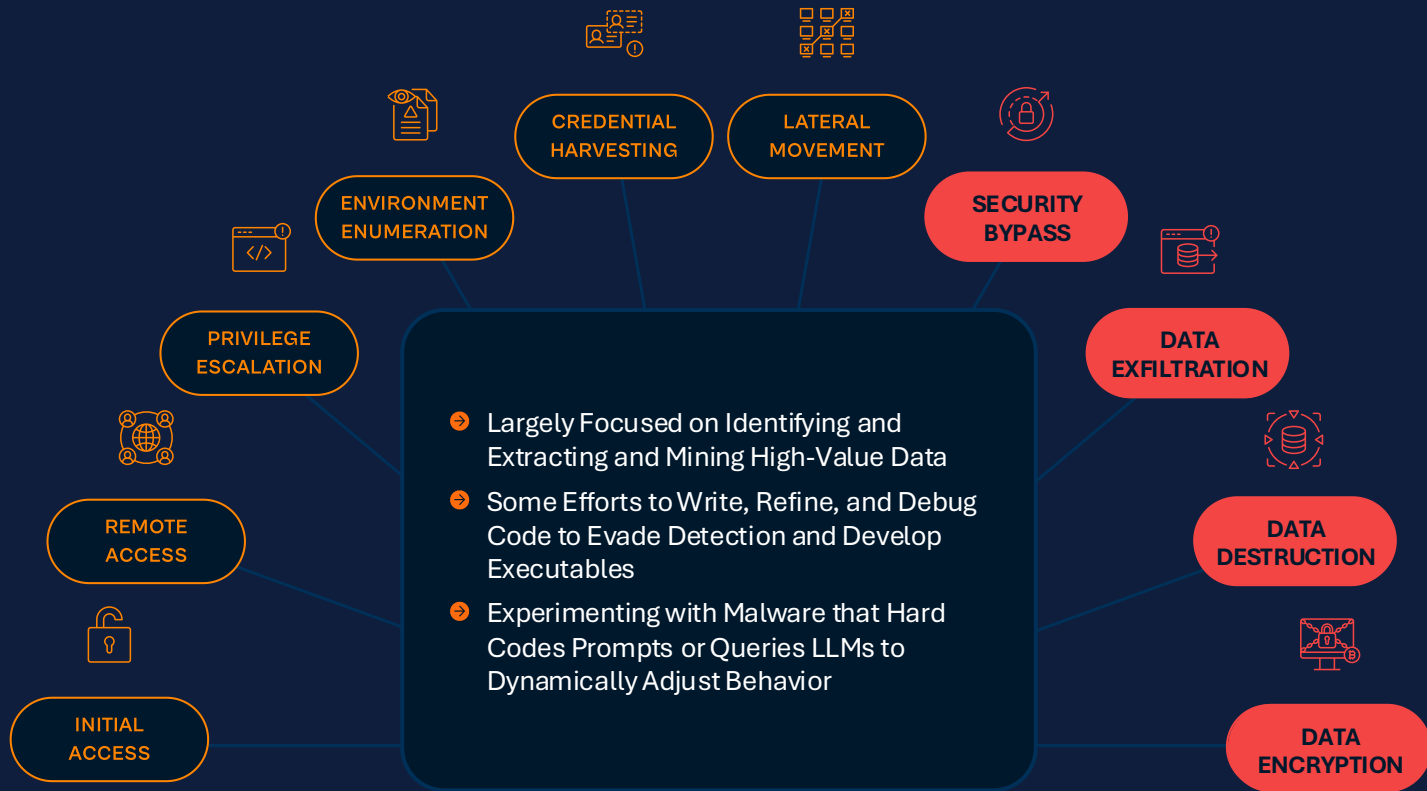 CREDENTIAL
HARVESTING
LATERAL
MOVEMENT
ENVIRONMENT
ENUMERATION
SECURITY
BYPASS
PRIVILEGE
ESCALATION
DATA
EXFILTRATION
REMOTE
ACCESS
DATA
DESTRUCTION
INITIAL
ACCESS
DATA
ENCRYPTION
Largely Focused on Identifying and
Extracting and Mining High-Value Data
Some Efforts to Write, Refine, and Debug
Code to Evade Detection and Develop
Executables
Experimenting with Malware that Hard
Codes Prompts or Queries LLMs to
Dynamically Adjust Behavior